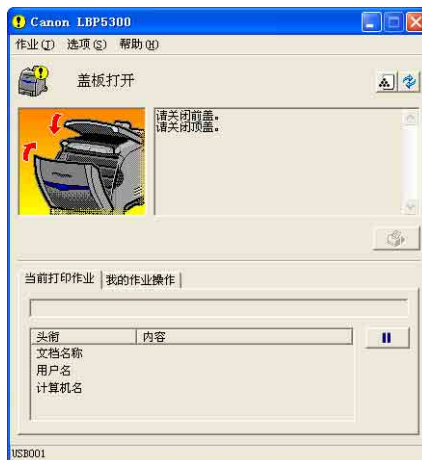 Canon LBP5300
作业(J) 选项(S) 帮助(H)
盖板打开
请关闭前盖。
请关闭顶盖。
当前打印作业 我的作业操作
头衔 内容
文档名称
用户名
计算机名
USB001